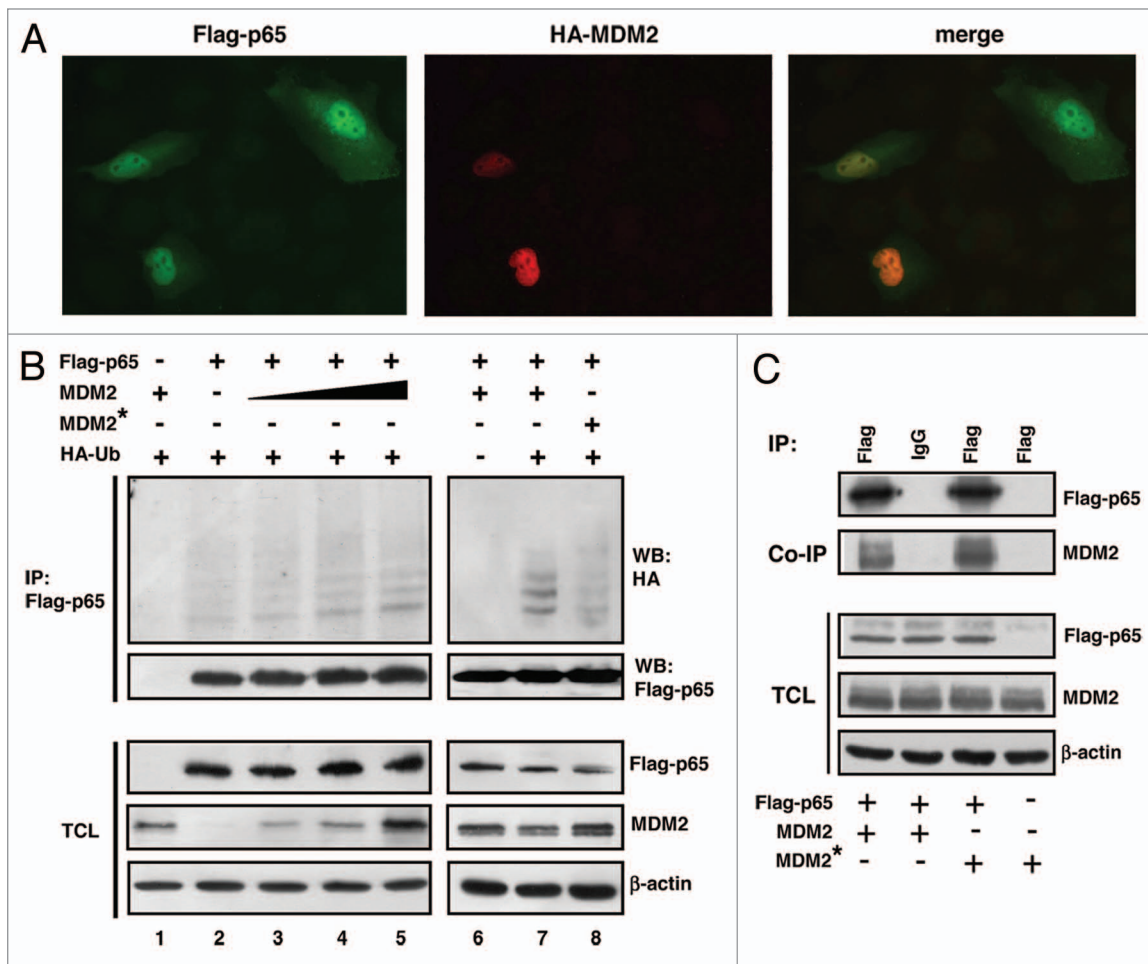 A
Flag-p65 HA-MDM2 merge
B
Flag-p65 - + + + + + + +
MDM2 + - + + -
MDM2* - - - - - - - +
HA-Ub + + + + + - + +
IP:
Flag-p65
WB:
HA
WB:
Flag-p65
TCL
Flag-p65
MDM2
β-actin
1 2 3 4 5 6 7 8
C
IP: Flag IgG Flag Flag
Flag-p65
Co-IP MDM2
TCL
Flag-p65
MDM2
β-actin
Flag-p65 + + + -
MDM2 + + - -
MDM2* - - + +